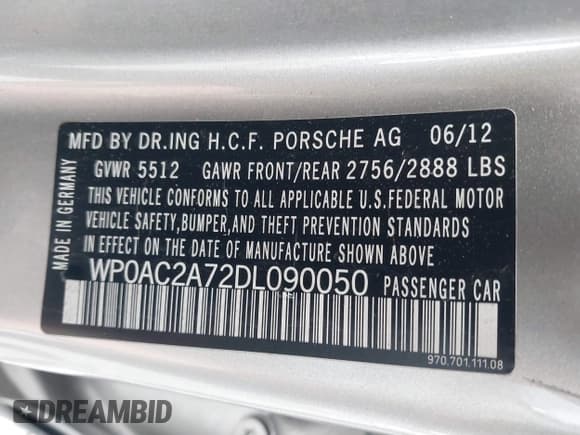 MFD BY DR.ING H.C.F. PORSCHE AG 06/12
GVWR 5512 GAWR FRONT/REAR 2756/2888 LBS
THIS VEHICLE CONFORMS TO ALL APPLICABLE U.S.FEDERAL MOTOR
VEHICLE SAFETY,BUMPER,AND THEFT PREVENTION STANDARDS
IN EFFECT ON THE DATE OF MANUFACTURE SHOWN ABOVE
WP0AC2A72DL090050 PASSENGER CAR
MADE IN GERMANY
970.701.111.08
DREAMBID